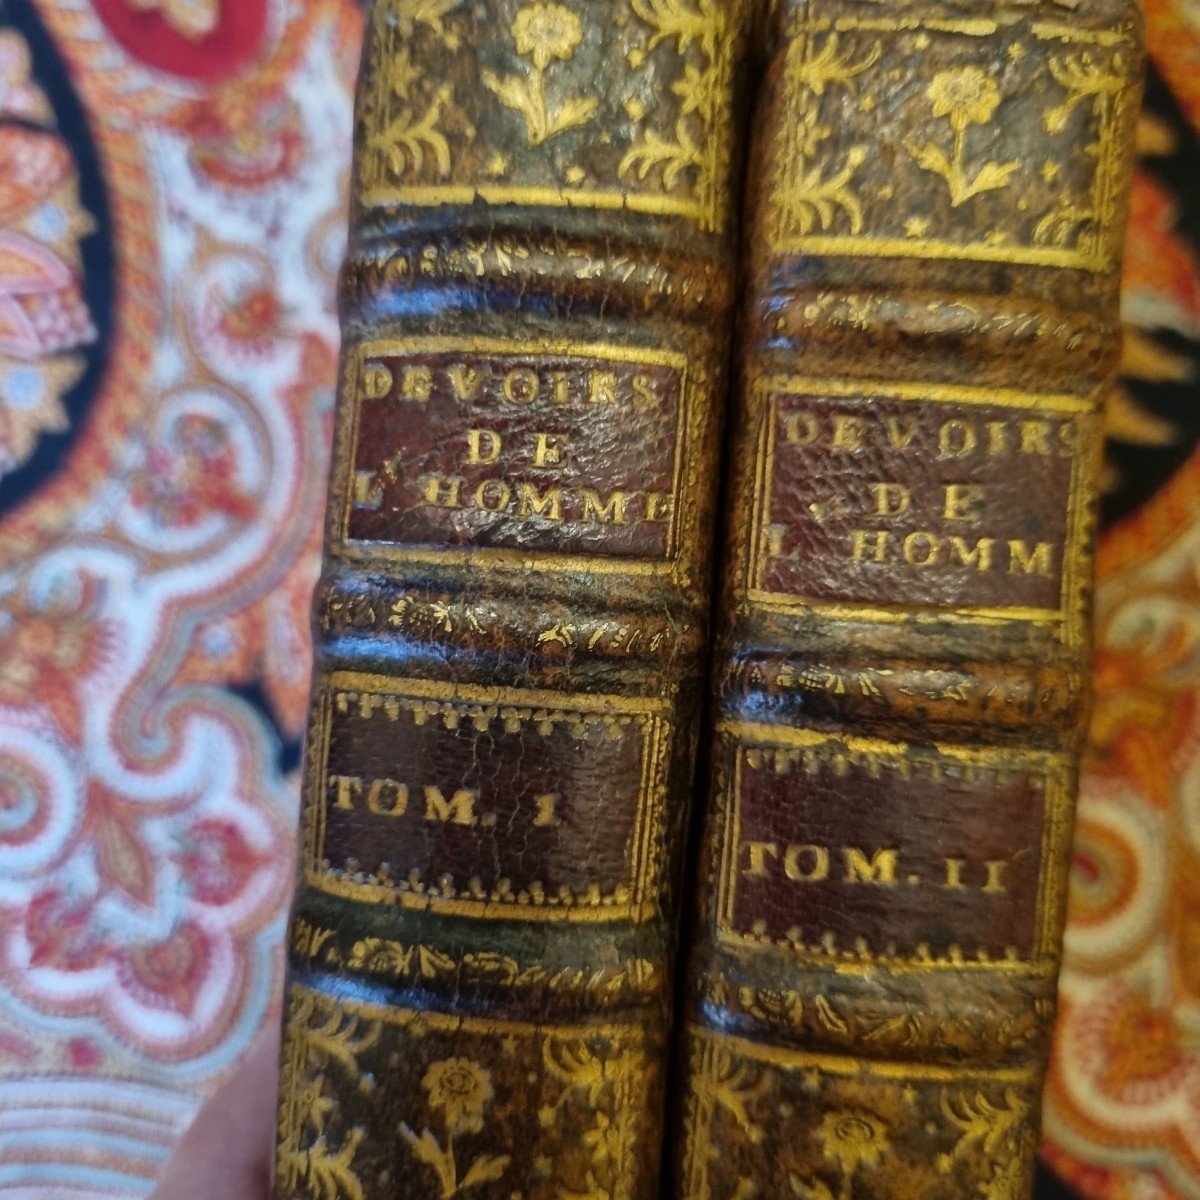 DEVOIRS
DE
L HOMME
TOM. I
DEVOIRS
DE
L HOMM
TOM. II